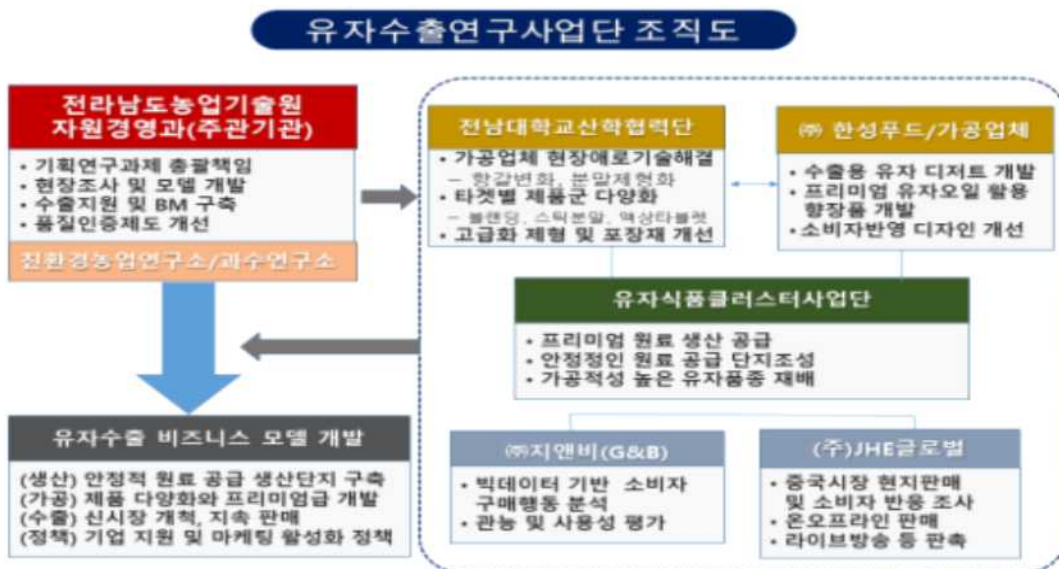 유자수출연구사업단 조직도
전라남도농업기술원
자원경영과(주관기관)
• 기획연구과제 총괄책임
• 현장조사 및 모델 개발
• 수출지원 및 BM 구축
• 품질인증제도 개선
친환경농업연구소/과수연구소
전남대학교산학협력단
• 가공업체 현장애로기술해결
– 향갈변화, 분말제형화
• 타겟별 제품군 다양화
– 블랜딩, 스틱분말, 액상타블렛
• 고급화 제형 및 포장재 개선
㈜ 한성푸드/가공업체
• 수출용 유자 디저트 개발
• 프리미엄 유자오일 활용
향장품 개발
• 소비자반영 디자인 개선
유자식품클러스터사업단
• 프리미엄 원료 생산 공급
• 안정정인 원료 공급 단지조성
• 가공적성 높은 유자품종 재배
유자수출 비즈니스 모델 개발
(생산) 안정적 원료 공급 생산단지 구축
(가공) 제품 다양화와 프리미엄급 개발
(수출) 신시장 개척, 지속 판매
(정책) 기업 지원 및 마케팅 활성화 정책
㈜지앤비(G&B)
• 빅데이터 기반 소비자
구매행동 분석
• 관능 및 사용성 평가
(주)JHE글로벌
• 중국시장 현지판매
및 소비자 반응 조사
• 온오프라인 판매
• 라이브방송 등 판촉